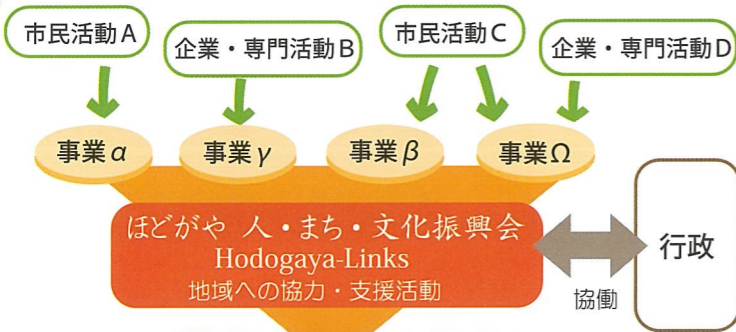 市民活動A
企業・専門活動B
市民活動C
企業・専門活動D
事業α
事業γ
事業β
事業Ω
ほどがや 人・まち・文化振興会
Hodogaya-Links
地域への協力・支援活動
協働
行政